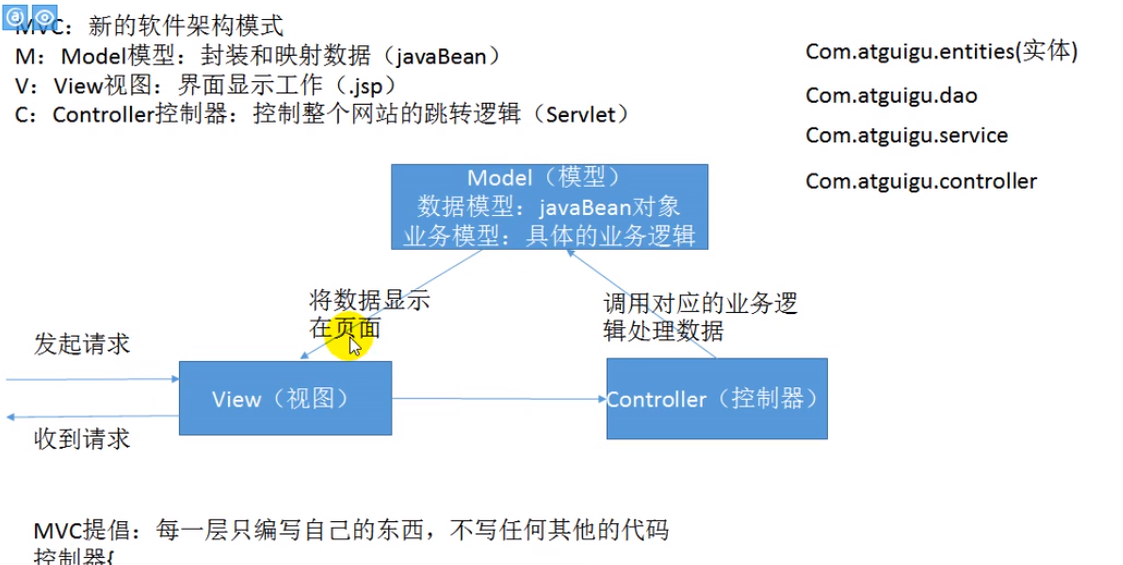 MVC：新的软件架构模式
M：Model模型：封装和映射数据（javaBean）
V：View视图：界面显示工作（.jsp）
C：Controller控制器：控制整个网站的跳转逻辑（Servlet）
Com.atguigu.entities(实体)
Com.atguigu.dao
Com.atguigu.service
Com.atguigu.controller
Model（模型）
数据模型：javaBean对象
业务模型：具体的业务逻辑
将数据显示
在页面
调用对应的业务逻
辑处理数据
发起请求
View（视图）
Controller（控制器）
收到请求
MVC提倡：每一层只编写自己的东西，不写任何其他的代码
控制器{